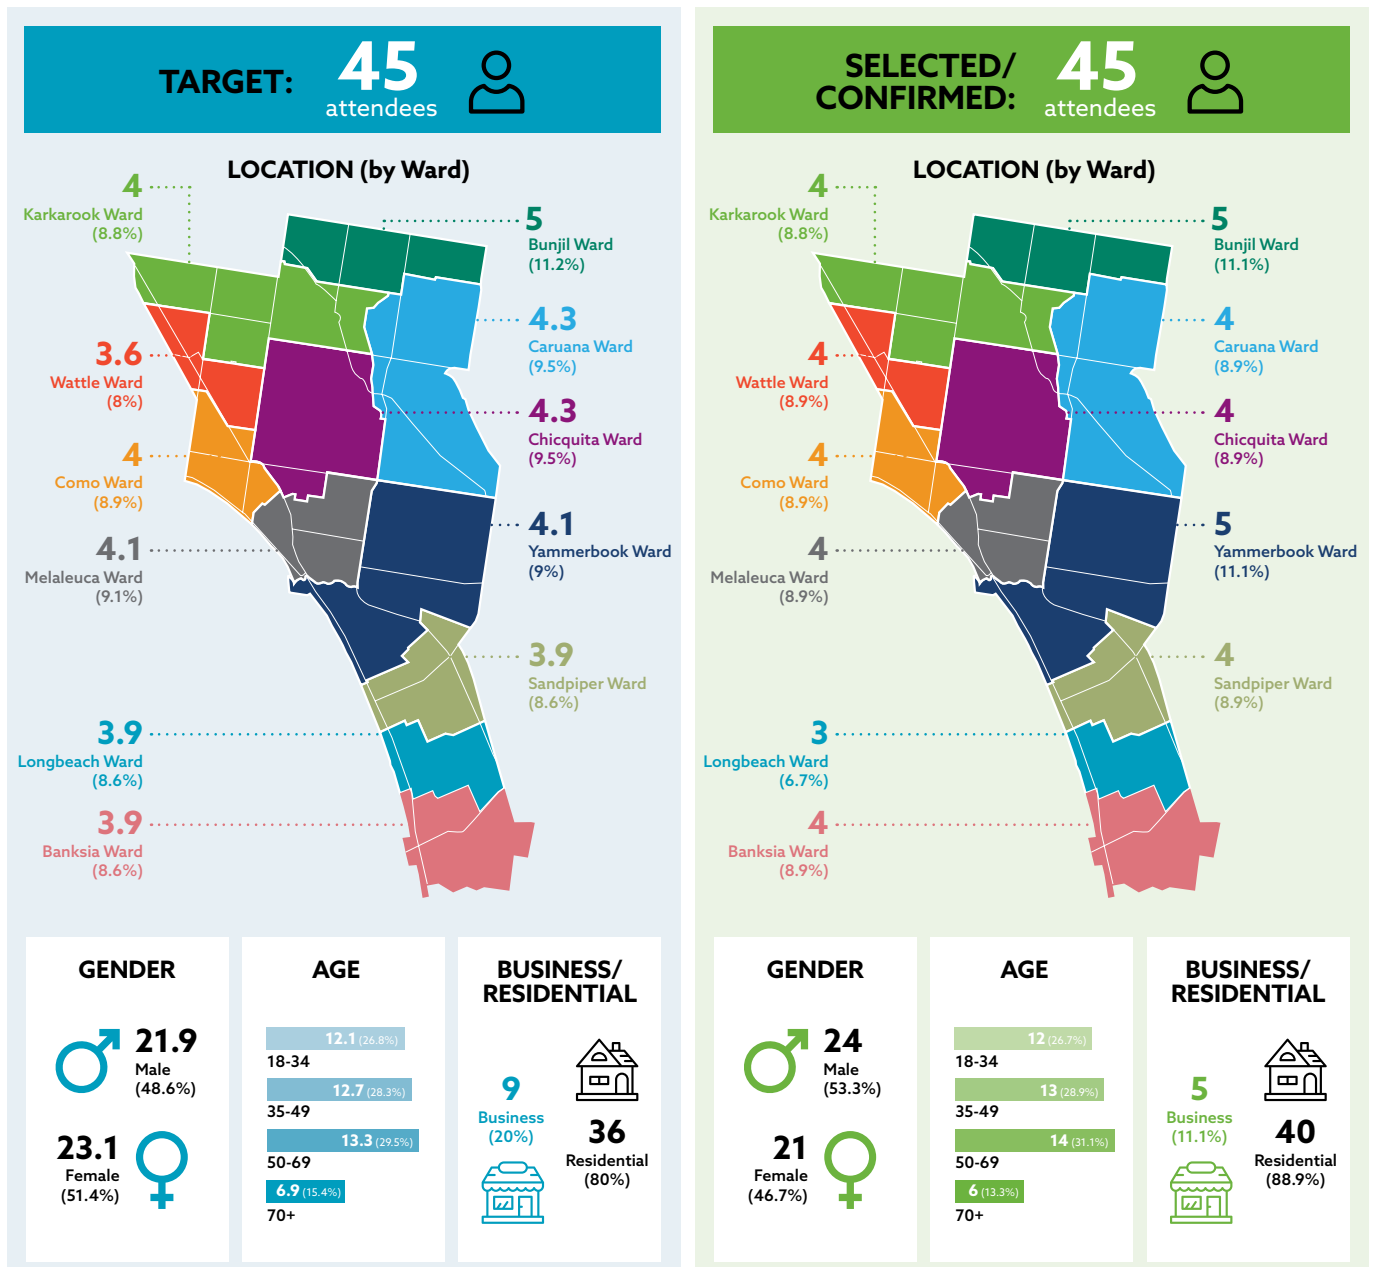 TARGET:
45
attendees
LOCATION (by Ward)
4
Karkarook Ward
(8.8%)
5
Bunjil Ward
(11.2%)
4.3
Caruana Ward
(9.5%)
3.6
Wattle Ward
(8%)
4.3
Chicquita Ward
(9.5%)
4
Como Ward
(8.9%)
4.1
Yammerbook Ward
(9%)
4.1
Melaleuca Ward
(9.1%)
3.9
Sandpiper Ward
(8.6%)
3.9
Longbeach Ward
(8.6%)
3.9
Banksia Ward
(8.6%)
GENDER
21.9
Male
(48.6%)
23.1
Female
(51.4%)
AGE
12.1 (26.8%)
18-34
12.7 (28.3%)
35-49
13.3 (29.5%)
50-69
6.9 (15.4%)
70+
BUSINESS/
RESIDENTIAL
9
Business
(20%)
36
Residential
(80%)
SELECTED/
CONFIRMED:
45
attendees
LOCATION (by Ward)
4
Karkarook Ward
(8.8%)
5
Bunjil Ward
(11.1%)
4
Caruana Ward
(8.9%)
4
Wattle Ward
(8.9%)
4
Chicquita Ward
(8.9%)
4
Como Ward
(8.9%)
5
Yammerbook Ward
(11.1%)
4
Melaleuca Ward
(8.9%)
4
Sandpiper Ward
(8.9%)
3
Longbeach Ward
(6.7%)
4
Banksia Ward
(8.9%)
GENDER
24
Male
(53.3%)
21
Female
(46.7%)
AGE
12 (26.7%)
18-34
13 (28.9%)
35-49
14 (31.1%)
50-69
6 (13.3%)
70+
BUSINESS/
RESIDENTIAL
5
Business
(11.1%)
40
Residential
(88.9%)